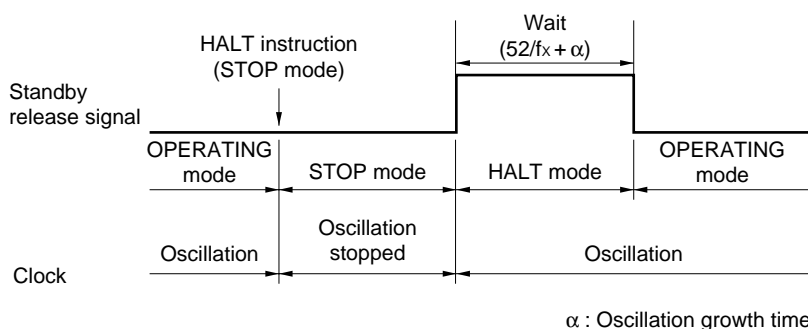 Wait
(52/fx + α)
HALT instruction
(STOP mode)
Standby
release signal
OPERATING
mode
STOP mode
HALT mode
OPERATING
mode
Oscillation
Oscillation
stopped
Oscillation
Clock
α : Oscillation growth time